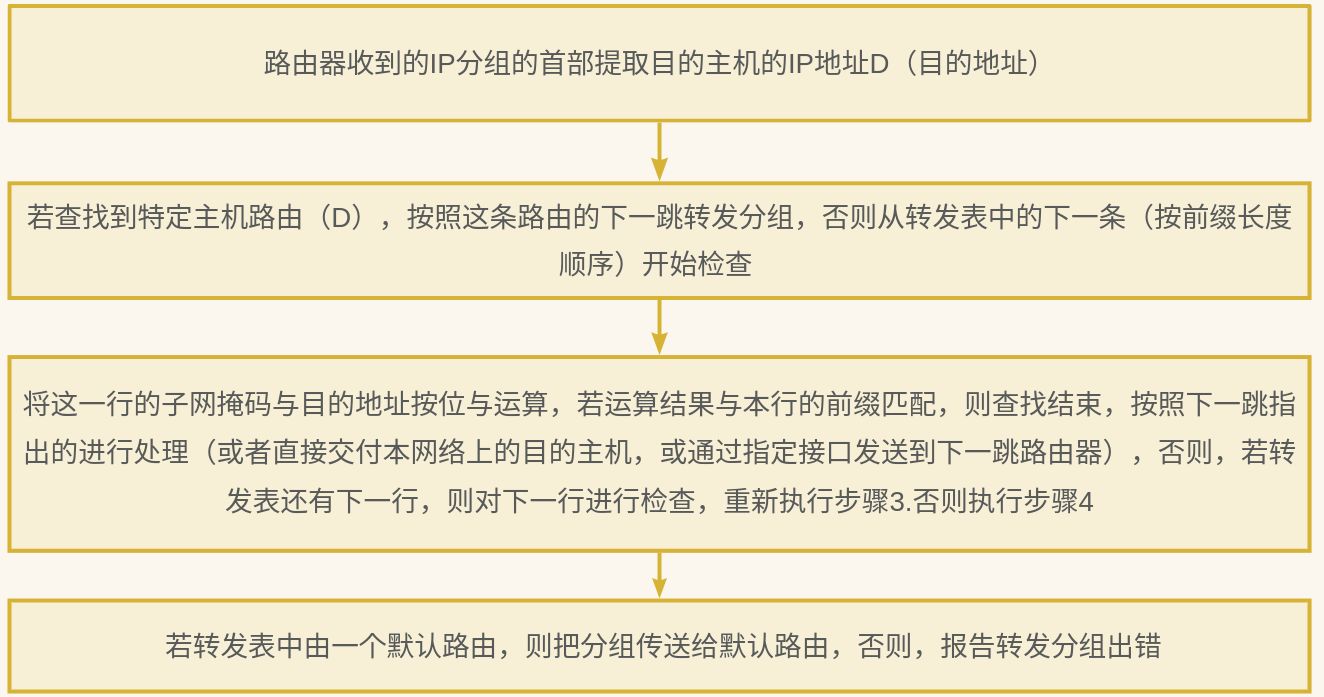 路由器收到的IP分组的首部提取目的主机的IP地址D（目的地址）
若查找到特定主机路由（D），按照这条路由的下一跳转发分组，否则从转发表中的下一条（按前缀长度
顺序）开始检查
将这一行的子网掩码与目的地址按位与运算，若运算结果与本行的前缀匹配，则查找结束，按照下一跳指
出的进行处理（或者直接交付本网络上的目的主机，或通过指定接口发送到下一跳路由器），否则，若转
发表还有下一行，则对下一行进行检查，重新执行步骤3.否则执行步骤4
若转发表中由一个默认路由，则把分组传送给默认路由，否则，报告转发分组出错